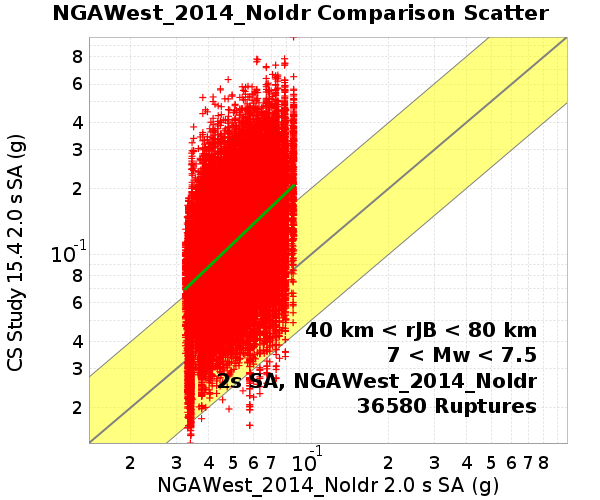 NGAWest_2014_NoIdr Comparison Scatter
CS Study 15.4 2.0 s SA (g)
8
6
4
3
2
10-1
8
6
4
3
2
40 km < rJB < 80 km
7 < Mw < 7.5
2s SA, NGAWest_2014_NoIdr
36580 Ruptures
2 3 4 5 6 7 10-1 2 3 4 5 6 7 8
NGAWest_2014_NoIdr 2.0 s SA (g)